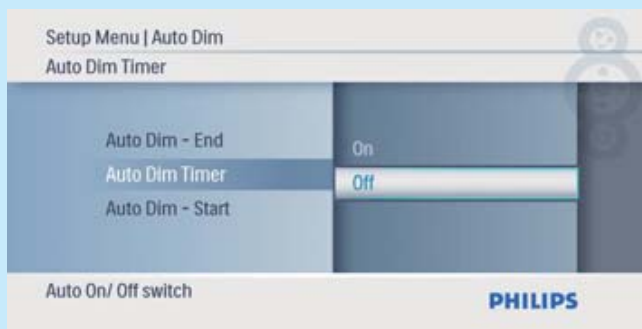 Setup Menu | Auto Dim
Auto Dim Timer
Auto Dim - End
Auto Dim Timer
Auto Dim - Start
On
Off
Auto On/ Off switch
PHILIPS